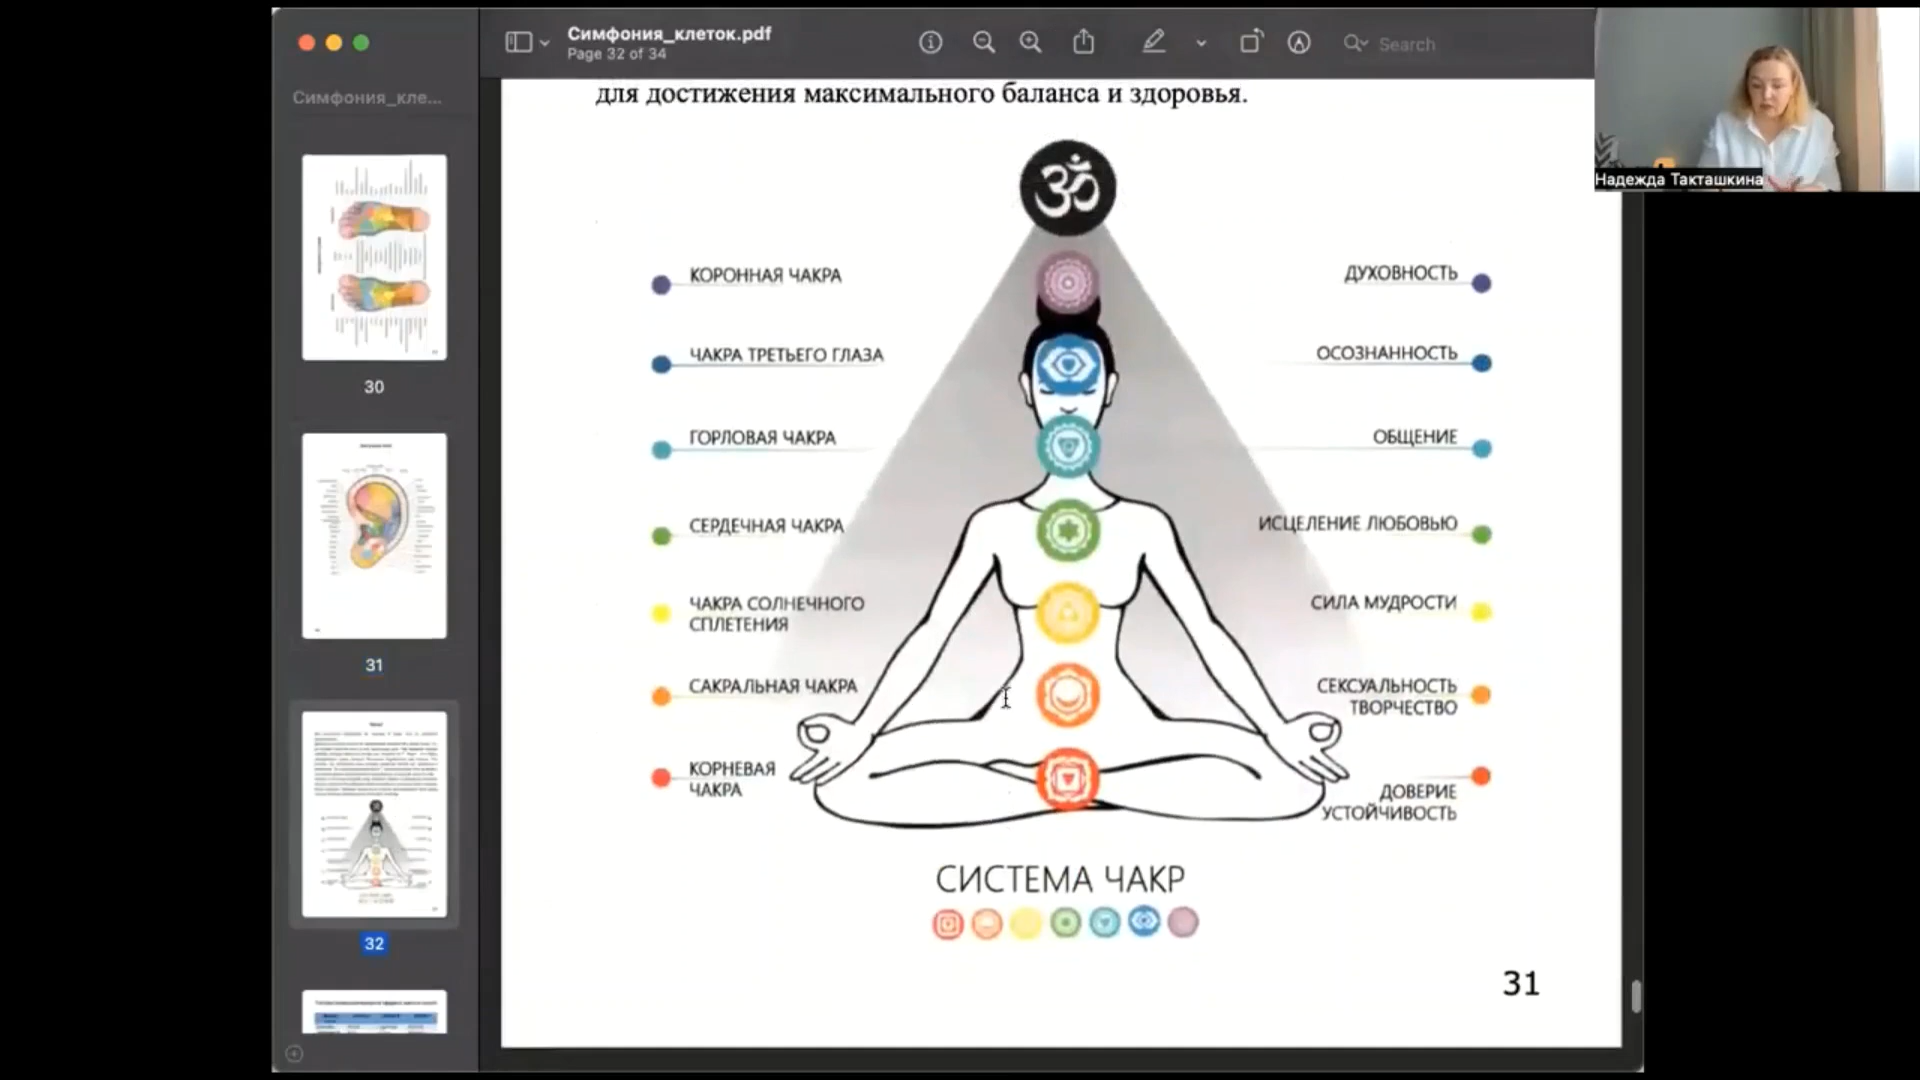 Симфония_клеток.pdf
Page 32 of 34
Search
Симфония_кле...
30
31
32
Надежда Такташкина
для достижения максимального баланса и здоровья.
ॐ
КОРОННАЯ ЧАКРА
ДУХОВНОСТЬ
ЧАКРА ТРЕТЬЕГО ГЛАЗА
ОСОЗНАННОСТЬ
ГОРЛОВАЯ ЧАКРА
ОБЩЕНИЕ
СЕРДЕЧНАЯ ЧАКРА
ИСЦЕЛЕНИЕ ЛЮБОВЬЮ
ЧАКРА СОЛНЕЧНОГО
СПЛЕТЕНИЯ
СИЛА МУДРОСТИ
САКРАЛЬНАЯ ЧАКРА
СЕКСУАЛЬНОСТЬ
ТВОРЧЕСТВО
КОРНЕВАЯ
ЧАКРА
ДОВЕРИЕ
УСТОЙЧИВОСТЬ
СИСТЕМА ЧАКР
31